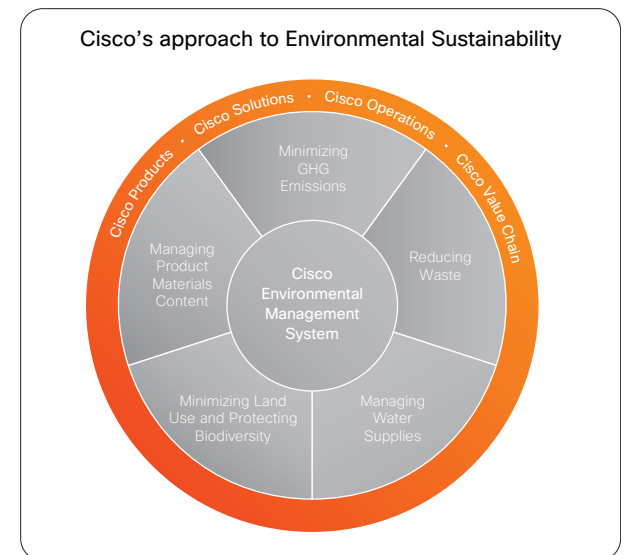 Cisco's approach to Environmental Sustainability
Cisco Products · Cisco Solutions · Cisco Operations · Cisco Value Chain
Minimizing
GHG
Emissions
Reducing
Waste
Managing
Water
Supplies
Minimizing Land
Use and Protecting
Biodiversity
Managing
Product
Materials
Content
Cisco
Environmental
Management
System